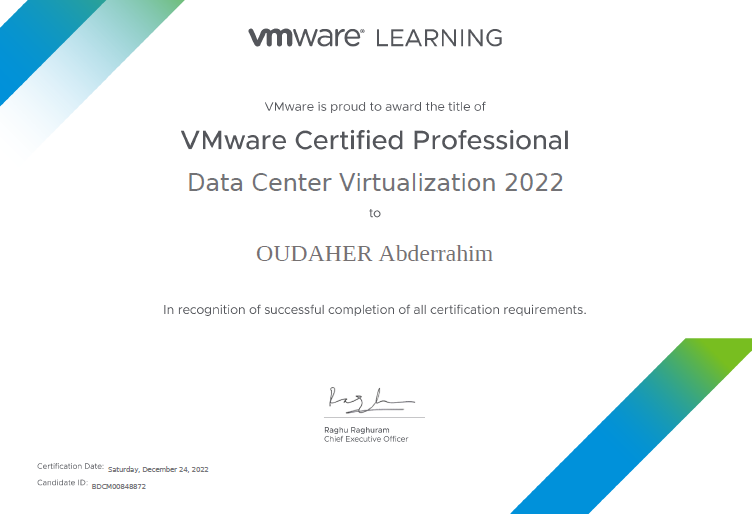 vmware® LEARNING
VMware is proud to award the title of
VMware Certified Professional
Data Center Virtualization 2022
to
OUDAHER Abderrahim
In recognition of successful completion of all certification requirements.
Raghu Raghuram
Chief Executive Officer
Certification Date: Saturday, December 24, 2022
Candidate ID: BDCM00848872